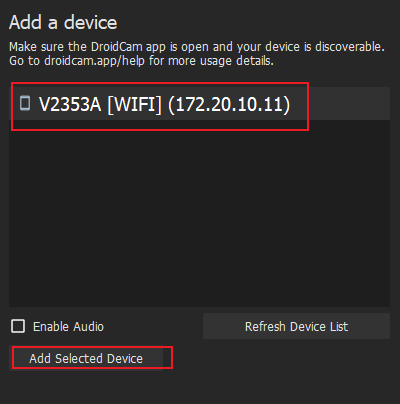 Add a device
Make sure the DroidCam app is open and your device is discoverable.
Go to droidcam.app/help for more usage details.
V2353A [WIFI] (172.20.10.11)
Enable Audio
Refresh Device List
Add Selected Device